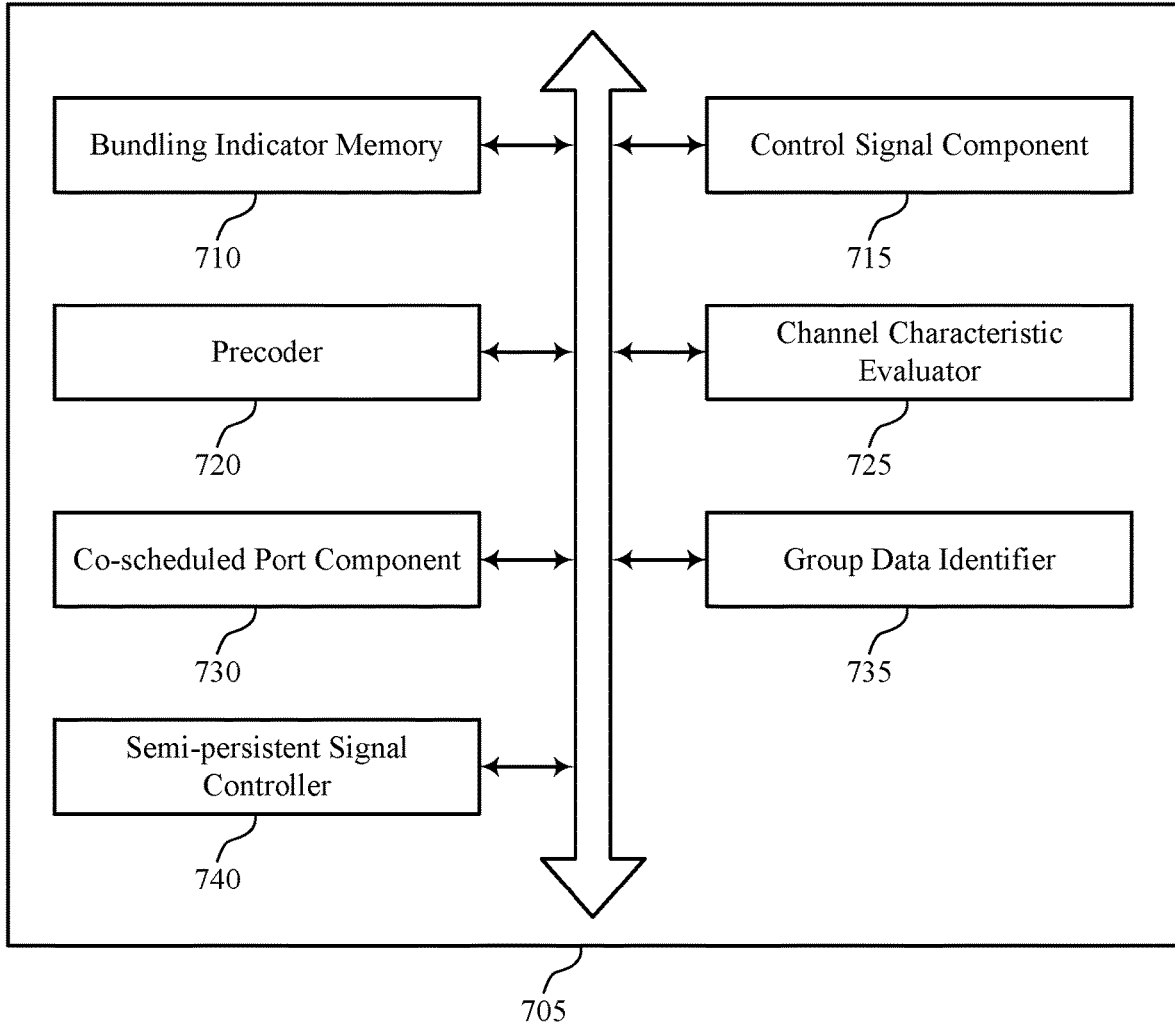 Bundling Indicator Memory
710
Control Signal Component
715
Precoder
720
Channel Characteristic
Evaluator
725
Co-scheduled Port Component
730
Group Data Identifier
735
Semi-persistent Signal
Controller
740
705